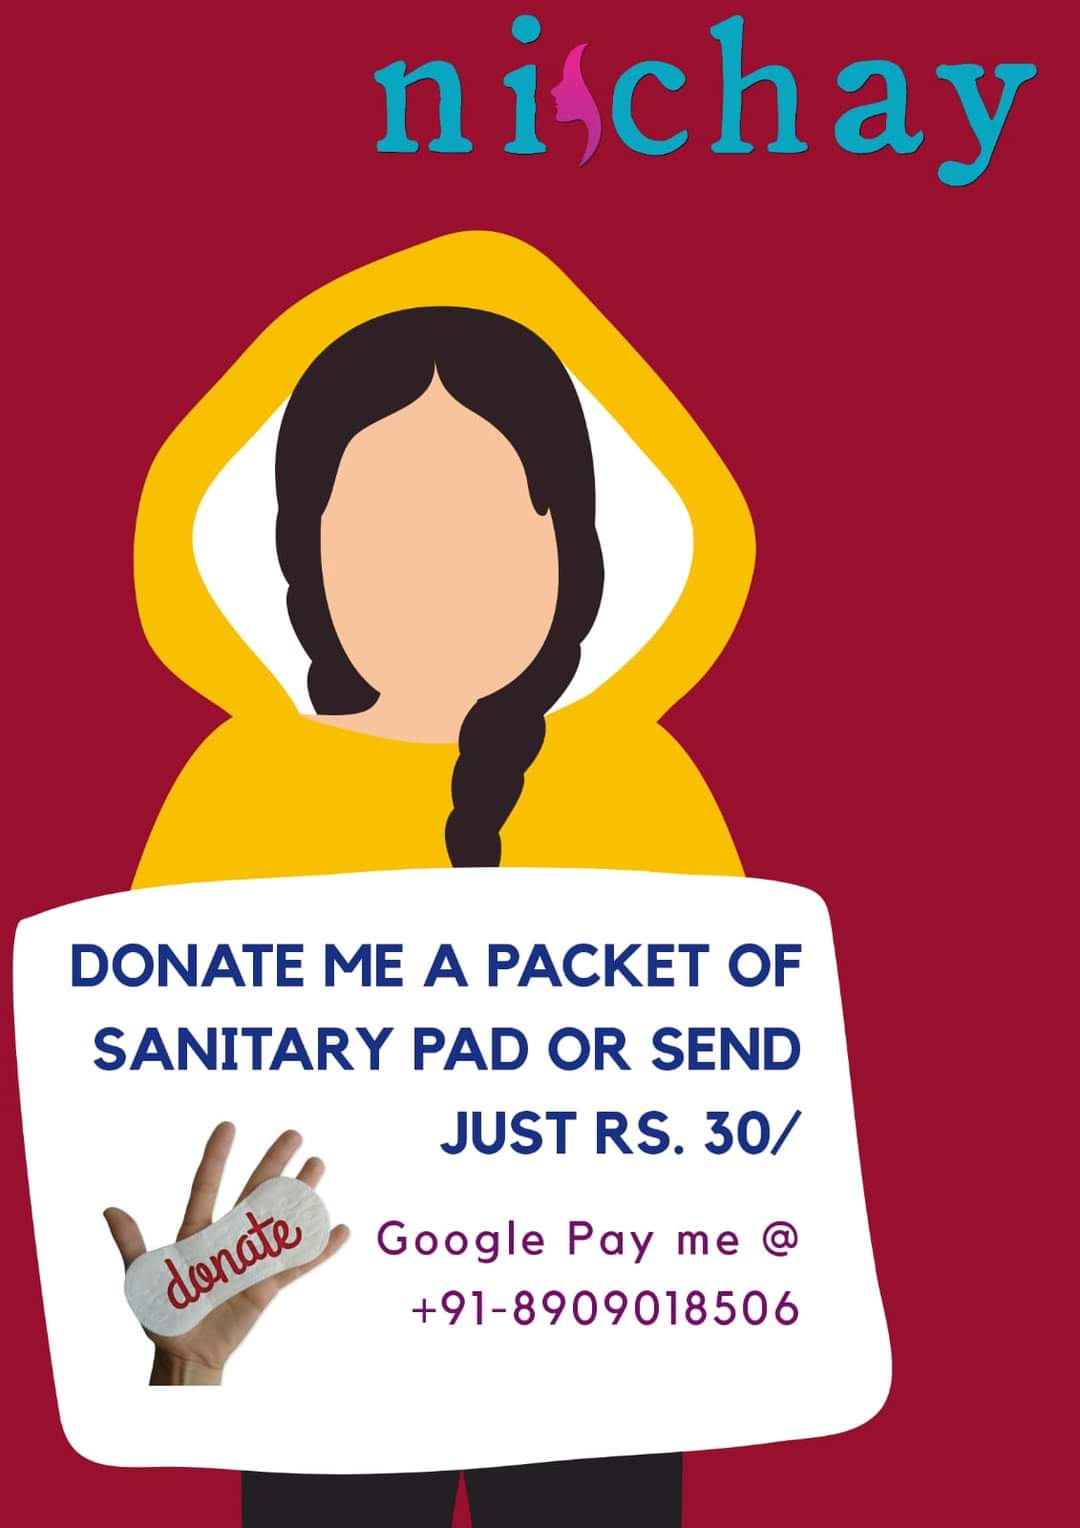 nischay
DONATE ME A PACKET OF
SANITARY PAD OR SEND
JUST RS. 30/
donate
Google Pay me @
+91-8909018506